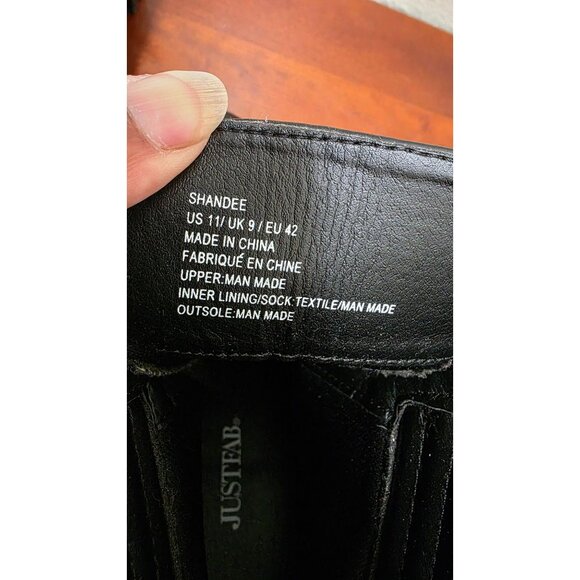 SHANDEE
US 11/ UK 9 / EU 42
MADE IN CHINA
FABRIQUÉ EN CHINE
UPPER:MAN MADE
INNER LINING/SOCK:TEXTILE/MAN MADE
OUTSOLE:MAN MADE
JUSTFAB®